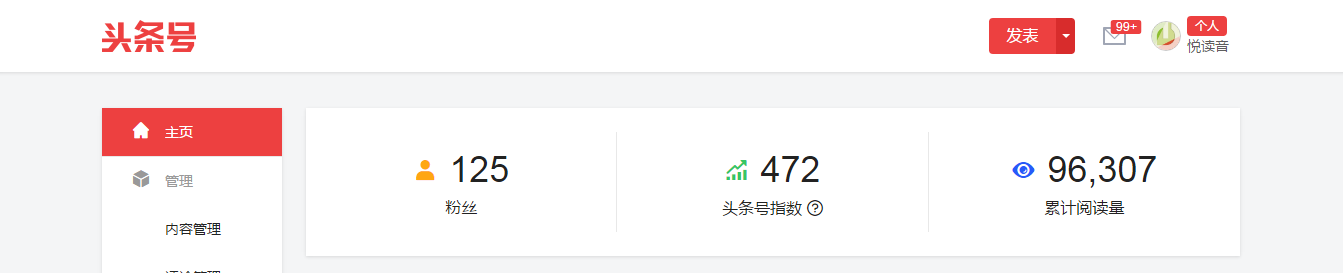 头条号
发表
99+
个人
悦读音
主页
管理
内容管理
125
粉丝
472
头条号指数
96,307
累计阅读量